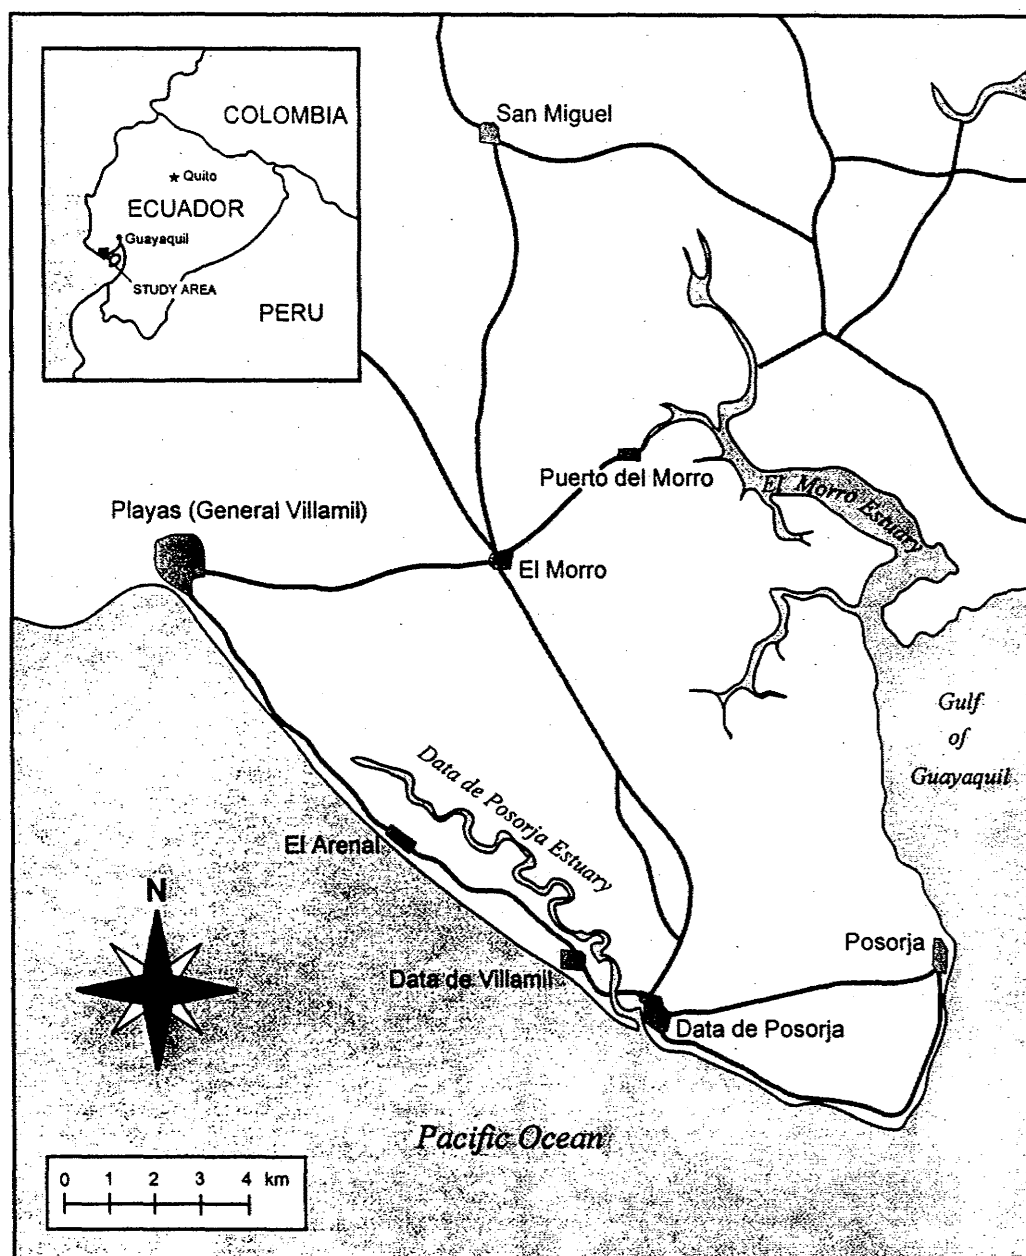 COLOMBIA
Quito
ECUADOR
Guayaquil
STUDY AREA
PERU
San Miguel
Puerto del Morro
El Morro Estuary
Playas (General Villamil)
El Morro
Gulf
of
Guayaquil
Data de Posorja Estuary
El Arenal
N
Posorja
Data de Villamil
Data de Posorja
Pacific Ocean
0 1 2 3 4 km